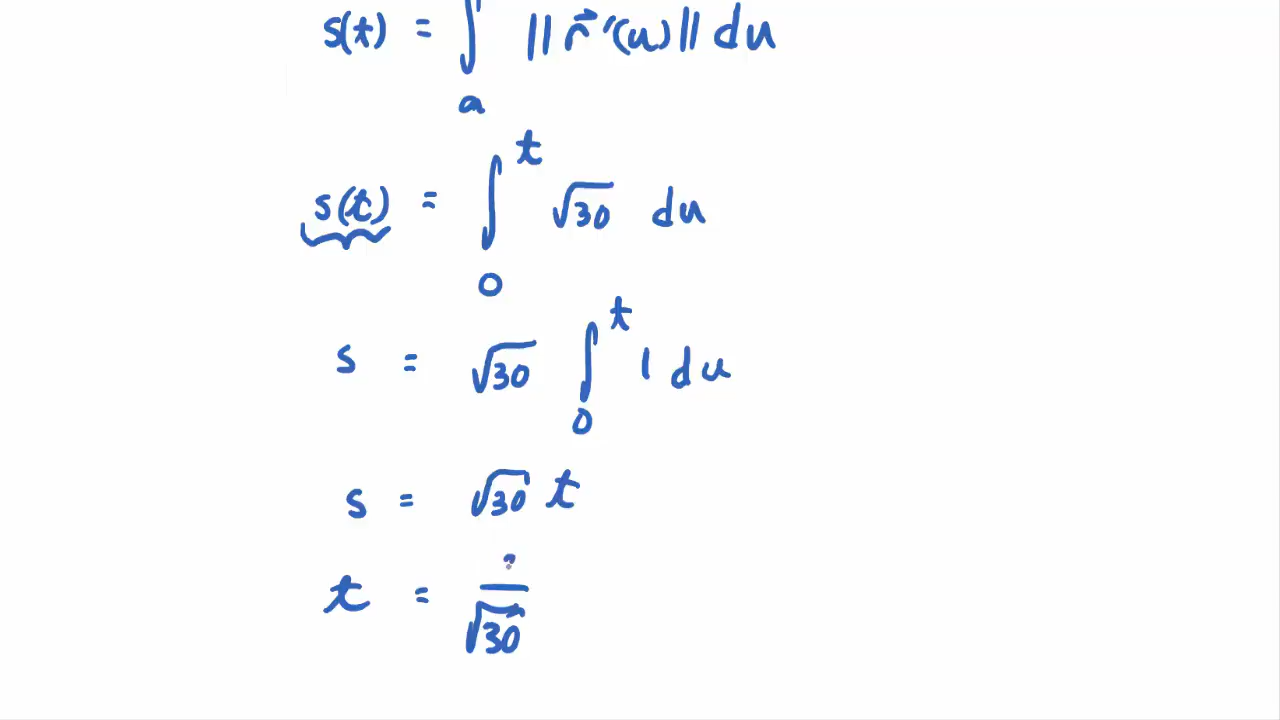 s(t) = ∫_a ||r⃗'(u)|| du
s(t) = ∫_0^t √30 du
s = √30 ∫_0^t 1 du
s = √30 t
t = /√30